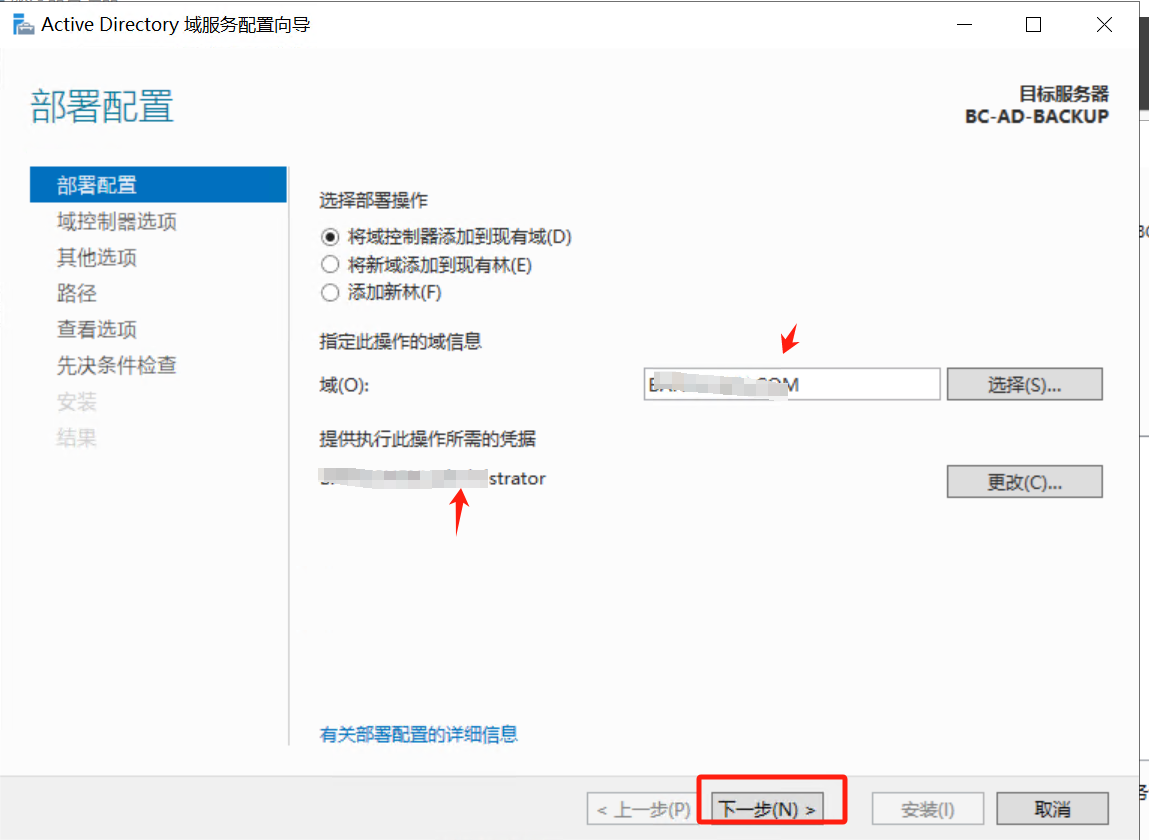 Active Directory 域服务配置向导
部署配置
目标服务器
BC-AD-BACKUP
部署配置
域控制器选项
其他选项
路径
查看选项
先决条件检查
安装
结果
选择部署操作
将域控制器添加到现有域(D)
将新域添加到现有林(E)
添加新林(F)
指定此操作的域信息
域(O):
选择(S)...
提供执行此操作所需的凭据
strator
更改(C)...
有关部署配置的详细信息
< 上一步(P)
下一步(N) >
安装(I)
取消